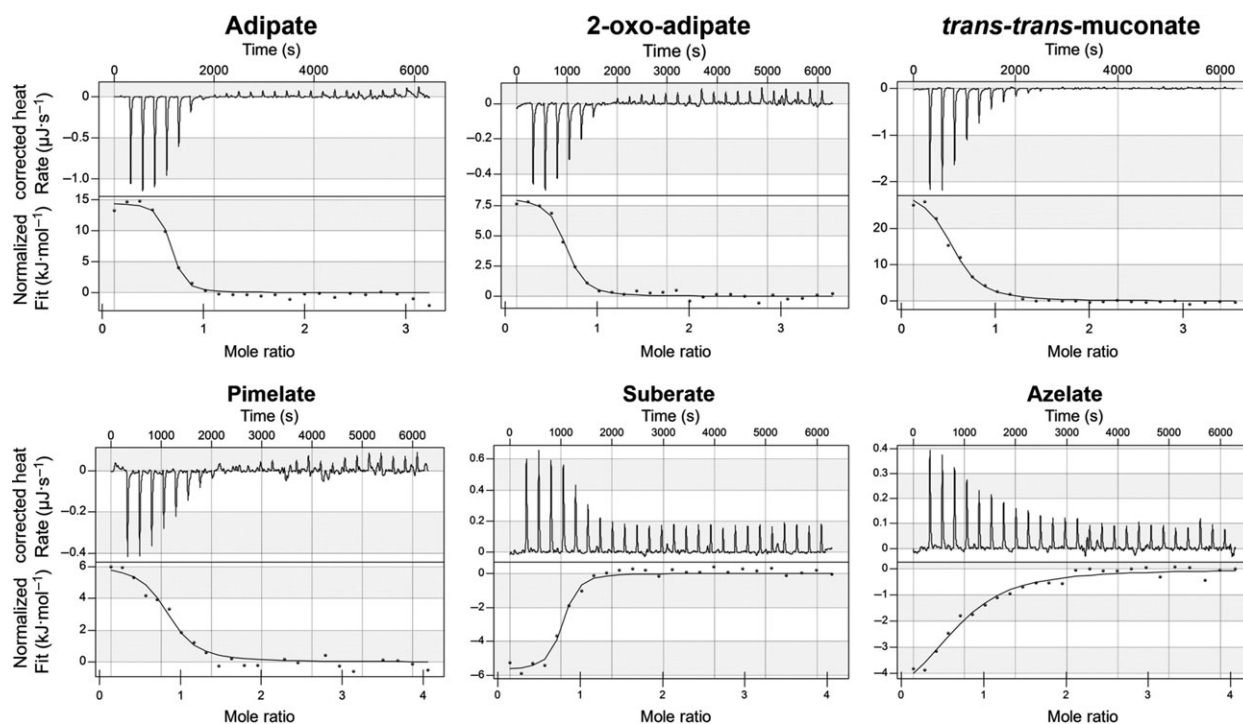 Adipate
Time (s)
0 2000 4000 6000
0
−1.0
corrected heat
Rate (µJ·s⁻¹)
15
10
5
0
Normalized
Fit (kJ·mol⁻¹)
0 1 2 3
Mole ratio
2-oxo-adipate
Time (s)
0 1000 2000 3000 4000 5000 6000
0
−0.2
−0.4
7.5
5
2.5
0
0 1 2 3
Mole ratio
trans-trans-muconate
Time (s)
0 2000 4000 6000
0
−1
−2
20
10
0
0 1 2 3
Mole ratio
Pimelate
Time (s)
0 1000 2000 3000 4000 5000 6000
0
−0.2
−0.4
corrected heat
Rate (µJ·s⁻¹)
6
4
2
0
Normalized
Fit (kJ·mol⁻¹)
0 1 2 3 4
Mole ratio
Suberate
Time (s)
0 1000 2000 3000 4000 5000 6000
0.6
0.4
0.2
0
0
−2
−4
−6
0 1 2 3 4
Mole ratio
Azelate
Time (s)
0 1000 2000 3000 4000 5000 6000
0.4
0.3
0.2
0.1
0
0
−1
−2
−3
−4
0 1 2 3 4
Mole ratio